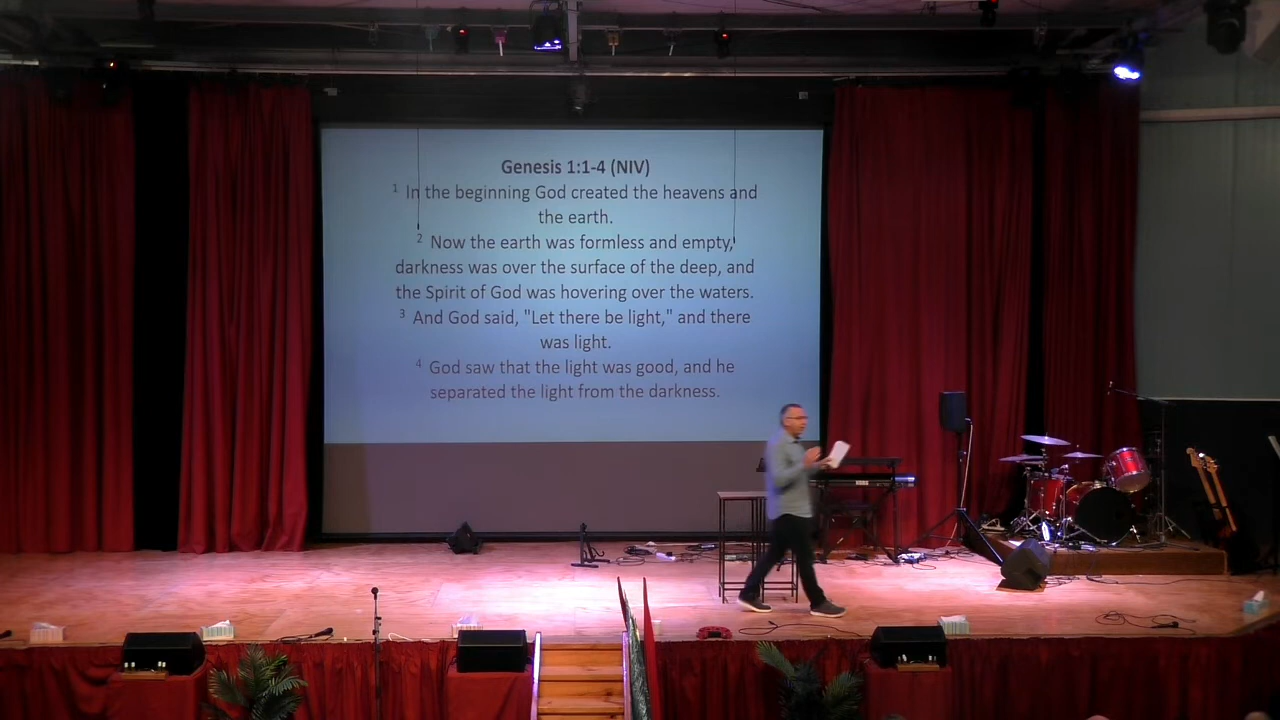 Genesis 1:1-4 (NIV)
1 In the beginning God created the heavens and
the earth.
2 Now the earth was formless and empty,
darkness was over the surface of the deep, and
the Spirit of God was hovering over the waters.
3 And God said, "Let there be light," and there
was light.
4 God saw that the light was good, and he
separated the light from the darkness.